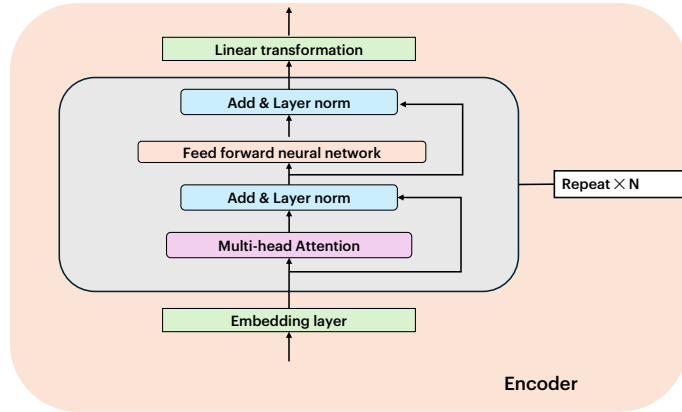 Linear transformation
Add & Layer norm
Feed forward neural network
Add & Layer norm
Repeat × N
Multi-head Attention
Embedding layer
Encoder